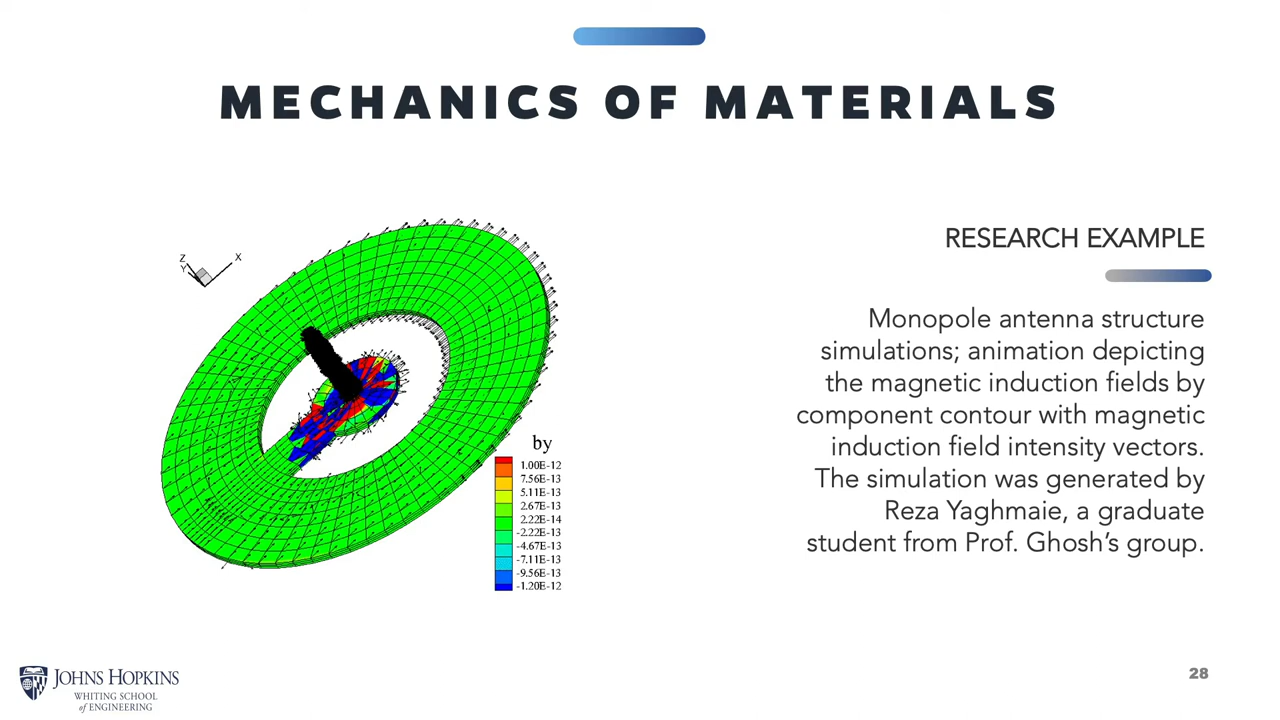 MECHANICS OF MATERIALS
Z
Y
X
by
1.00E-12
7.56E-13
5.11E-13
2.67E-13
2.22E-14
-2.22E-13
-4.67E-13
-7.11E-13
-9.56E-13
-1.20E-12
RESEARCH EXAMPLE
Monopole antenna structure
simulations; animation depicting
the magnetic induction fields by
component contour with magnetic
induction field intensity vectors.
The simulation was generated by
Reza Yaghmaie, a graduate
student from Prof. Ghosh’s group.
JOHNS HOPKINS
WHITING SCHOOL
of ENGINEERING
28